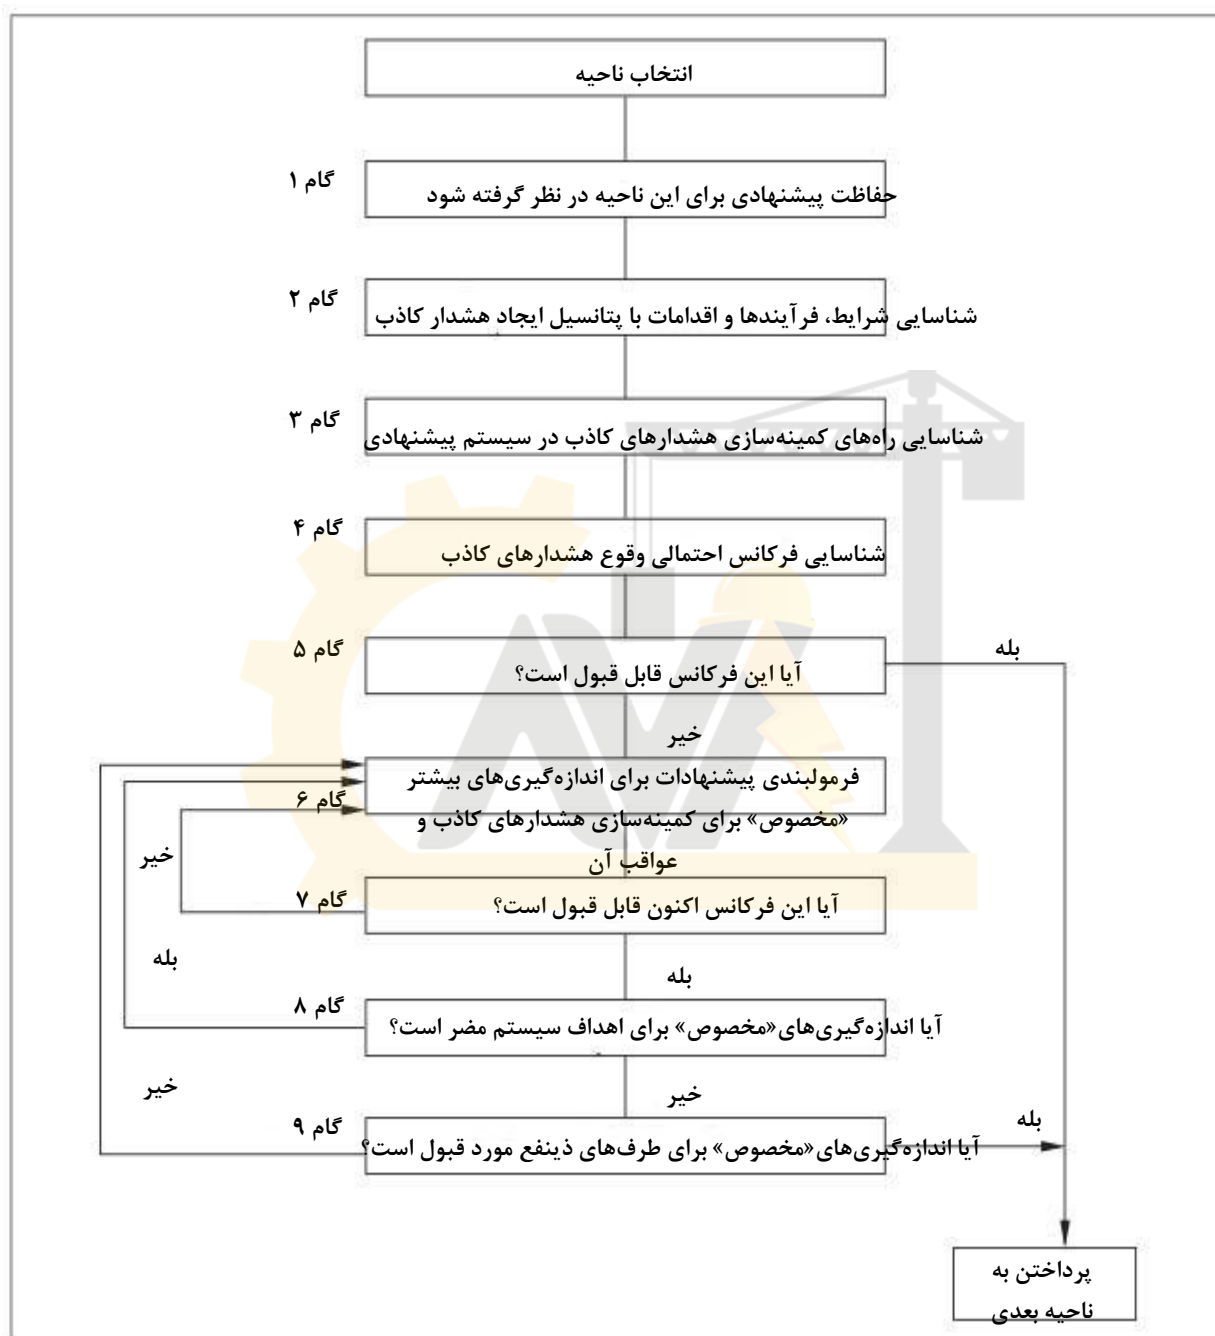 انتخاب ناحیه
گام ۱
حفاظت پیشنهادی برای این ناحیه در نظر گرفته شود
گام ۲
شناسایی شرایط، فرآیندها و اقدامات با پتانسیل ایجاد هشدار کاذب
گام ۳
شناسایی راه‌های کمینه‌سازی هشدارهای کاذب در سیستم پیشنهادی
گام ۴
شناسایی فرکانس احتمالی وقوع هشدارهای کاذب
گام ۵
آیا این فرکانس قابل قبول است؟
بله
خیر
گام ۶
فرمولبندی پیشنهادات برای اندازه‌گیری‌های بیشتر
«مخصوص» برای کمینه‌سازی هشدارهای کاذب و
عواقب آن
خیر
گام ۷
آیا این فرکانس اکنون قابل قبول است؟
بله
بله
گام ۸
آیا اندازه‌گیری‌های«مخصوص» برای اهداف سیستم مضر است؟
خیر
خیر
گام ۹
آیا اندازه‌گیری‌های«مخصوص» برای طرف‌های ذینفع مورد قبول است؟
بله
پرداختن به
ناحیه بعدی